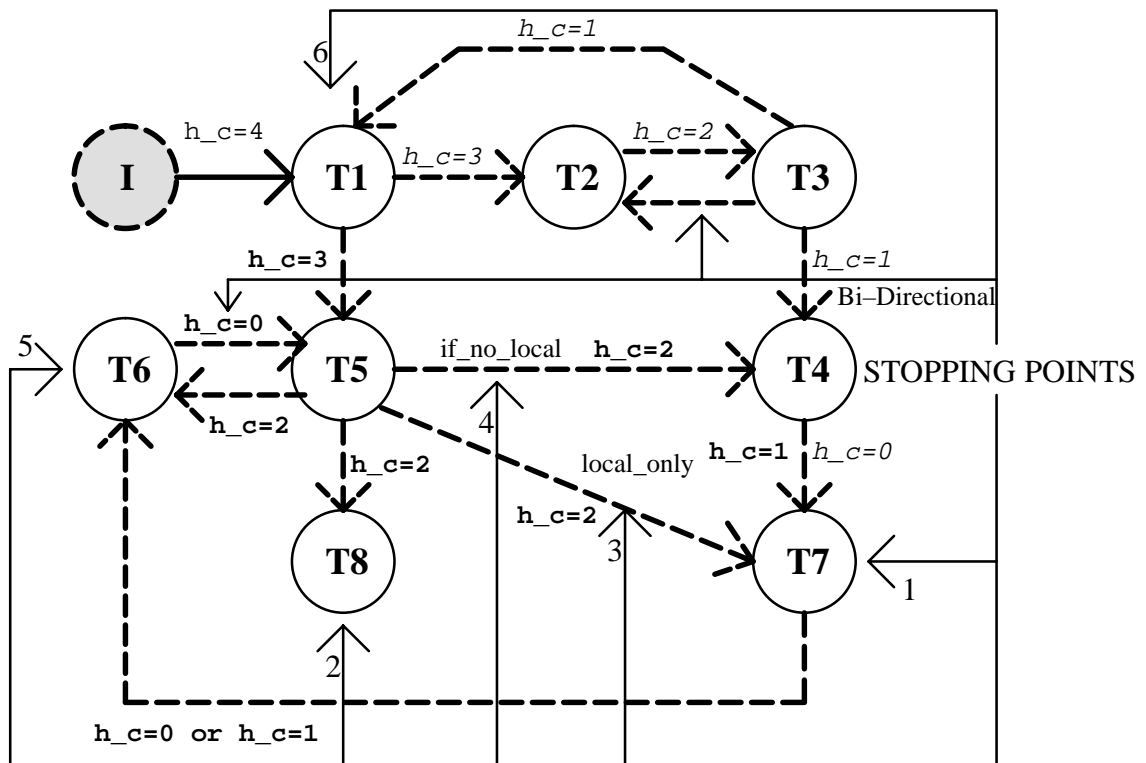 h_c=1
6
h_c=4
h_c=3
h_c=2
I
T1
T2
T3
h_c=3
h_c=1
Bi–Directional
h_c=0
5
if_no_local
h_c=2
T6
T5
T4
STOPPING POINTS
h_c=2
4
h_c=2
local_only
h_c=1
h_c=0
h_c=2
3
T8
T7
1
2
h_c=0 or h_c=1